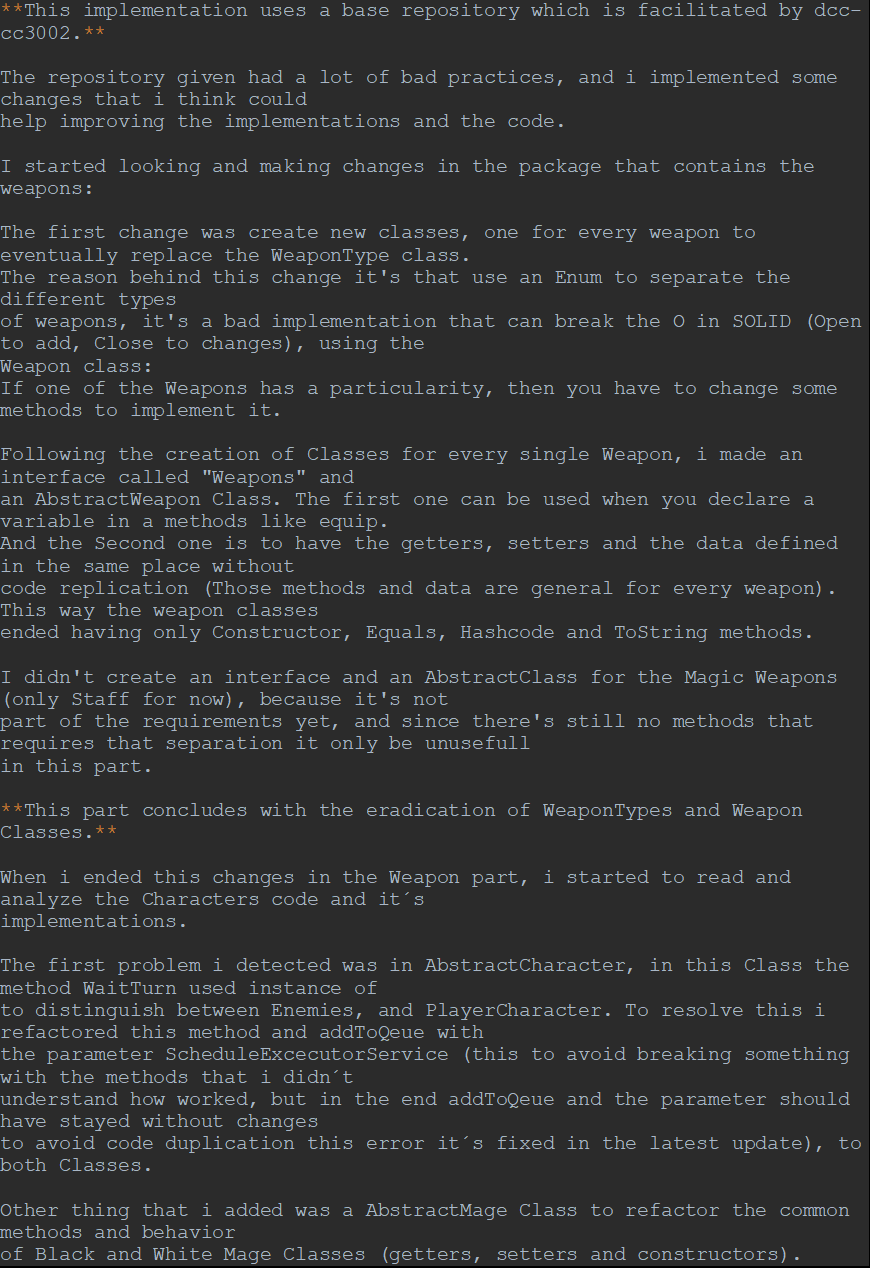 **This implementation uses a base repository which is facilitated by dcc-
cc3002.**
The repository given had a lot of bad practices, and i implemented some
changes that i think could
help improving the implementations and the code.
I started looking and making changes in the package that contains the
weapons:
The first change was create new classes, one for every weapon to
eventually replace the WeaponType class.
The reason behind this change it's that use an Enum to separate the
different types
of weapons, it's a bad implementation that can break the O in SOLID (Open
to add, Close to changes), using the
Weapon class:
If one of the Weapons has a particularity, then you have to change some
methods to implement it.
Following the creation of Classes for every single Weapon, i made an
interface called "Weapons" and
an AbstractWeapon Class. The first one can be used when you declare a
variable in a methods like equip.
And the Second one is to have the getters, setters and the data defined
in the same place without
code replication (Those methods and data are general for every weapon).
This way the weapon classes
ended having only Constructor, Equals, Hashcode and ToString methods.
I didn't create an interface and an AbstractClass for the Magic Weapons
(only Staff for now), because it's not
part of the requirements yet, and since there's still no methods that
requires that separation it only be unusefull
in this part.
**This part concludes with the eradication of WeaponTypes and Weapon
Classes.**
When i ended this changes in the Weapon part, i started to read and
analyze the Characters code and it´s
implementations.
The first problem i detected was in AbstractCharacter, in this Class the
method WaitTurn used instance of
to distinguish between Enemies, and PlayerCharacter. To resolve this i
refactored this method and addToQeue with
the parameter ScheduleExcecutorService (this to avoid breaking something
with the methods that i didn´t
understand how worked, but in the end addToQeue and the parameter should
have stayed without changes
to avoid code duplication this error it´s fixed in the latest update), to
both Classes.
Other thing that i added was a AbstractMage Class to refactor the common
methods and behavior
of Black and White Mage Classes (getters, setters and constructors).